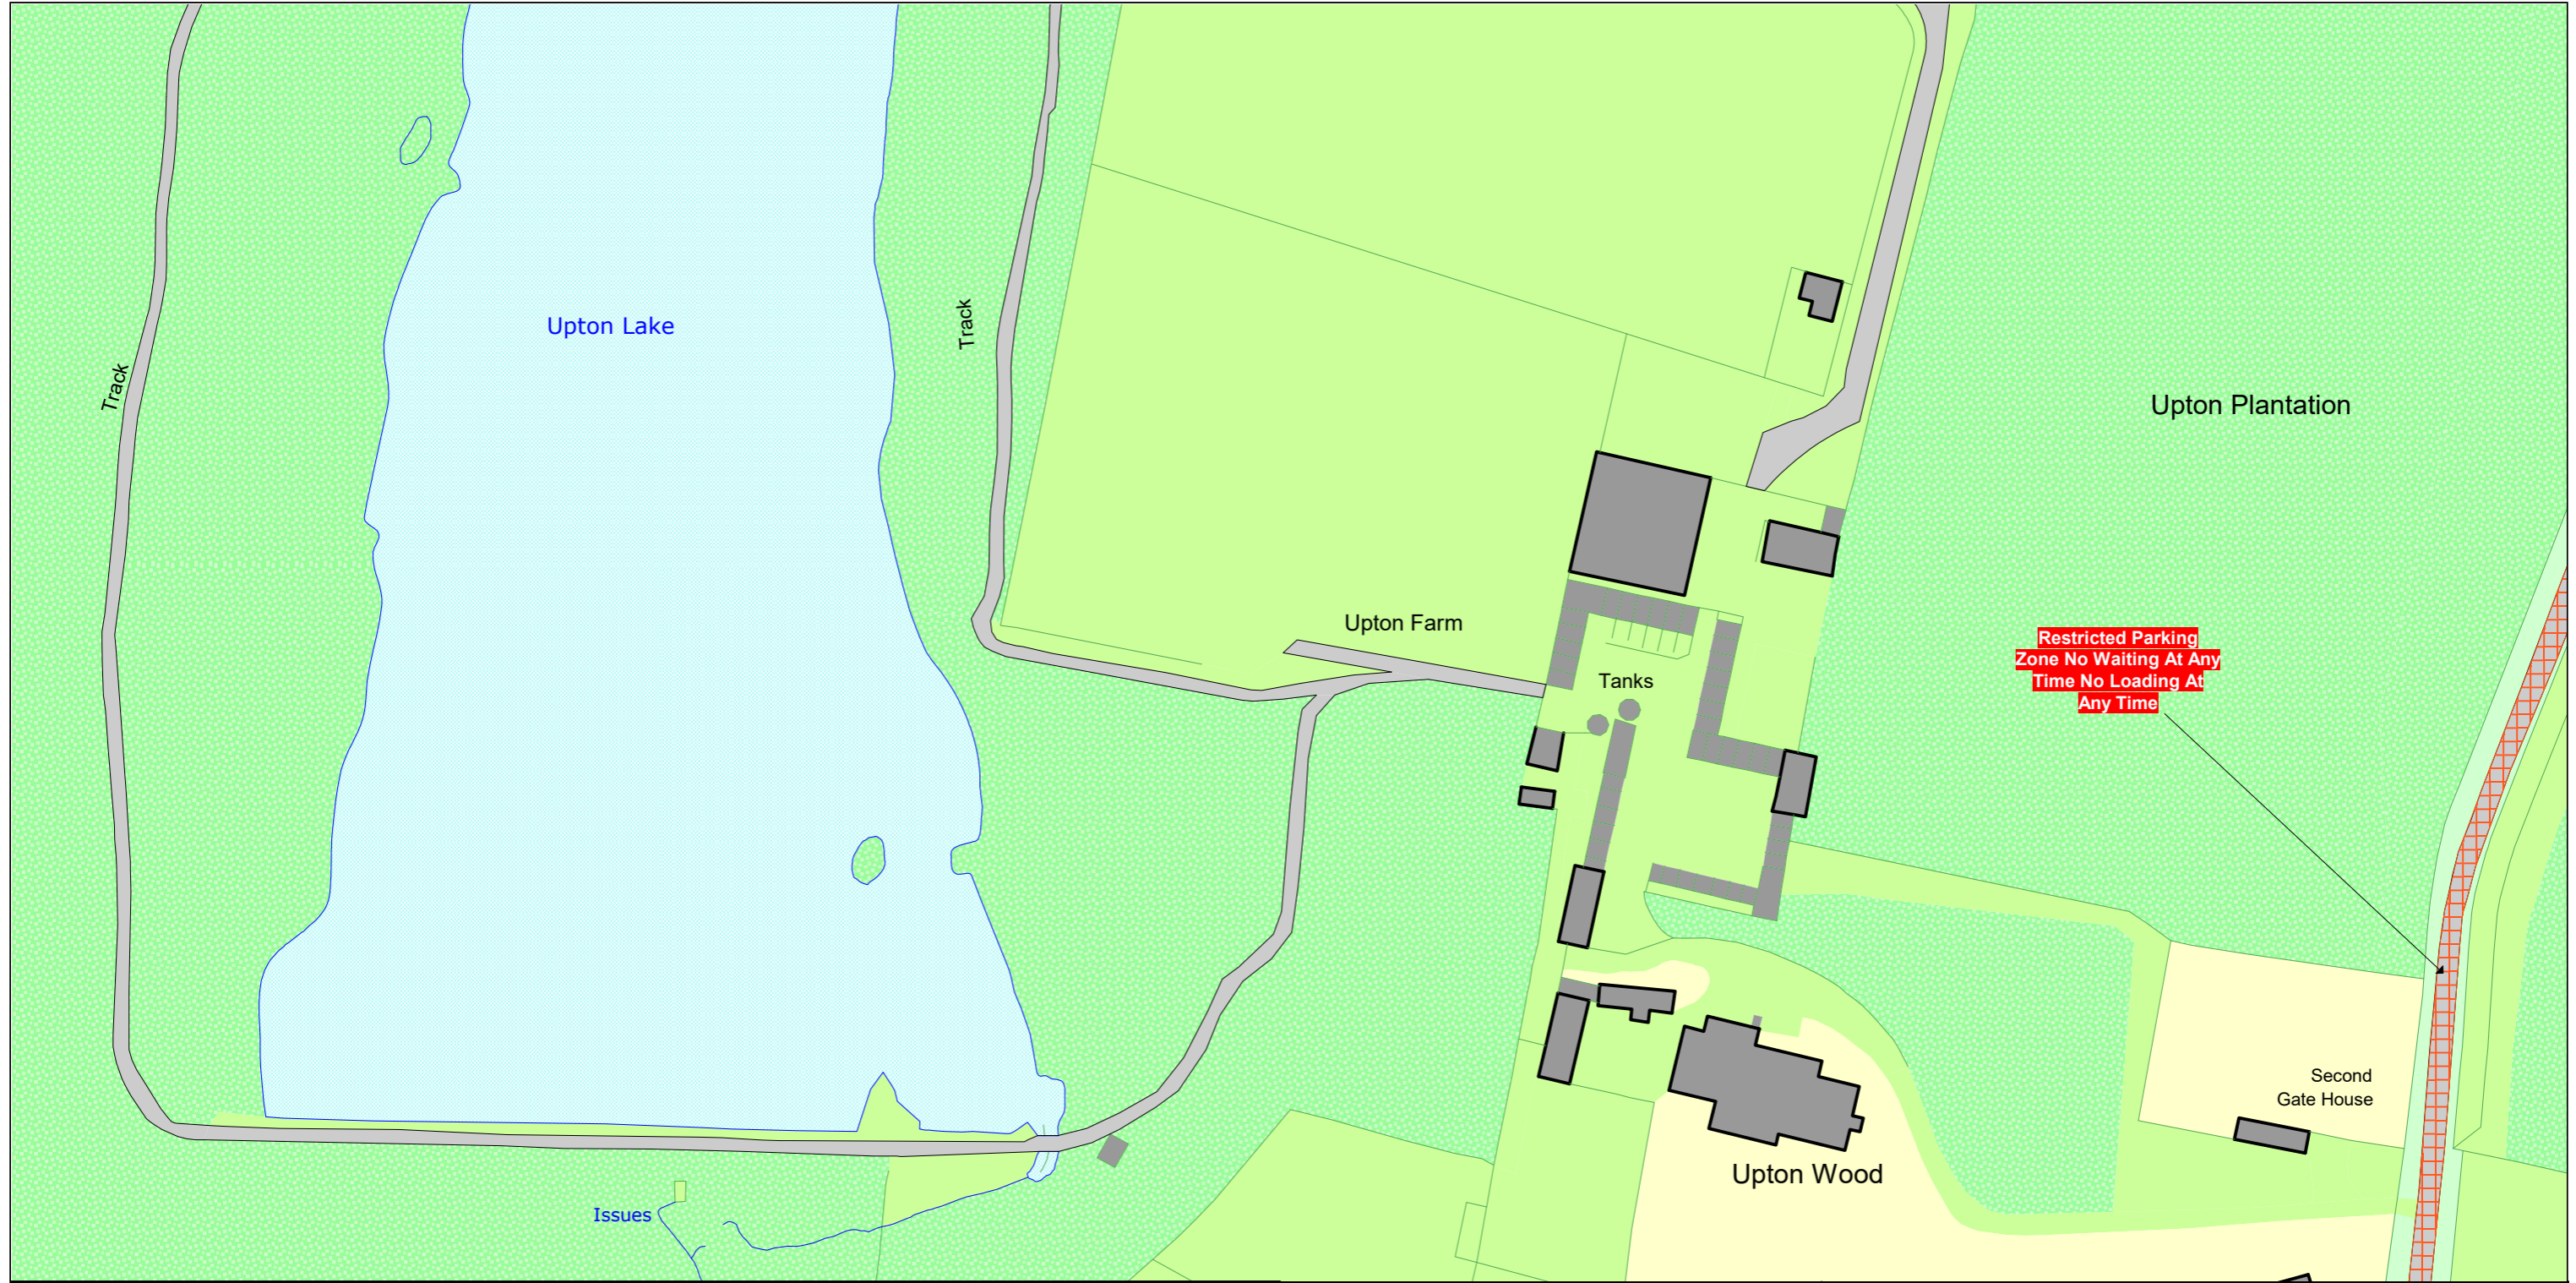 Upton Lake
Track
Track
Upton Plantation
Upton Farm
Restricted Parking
Zone No Waiting At Any
Time No Loading At
Any Time
Tanks
Second
Gate House
Upton Wood
Issues